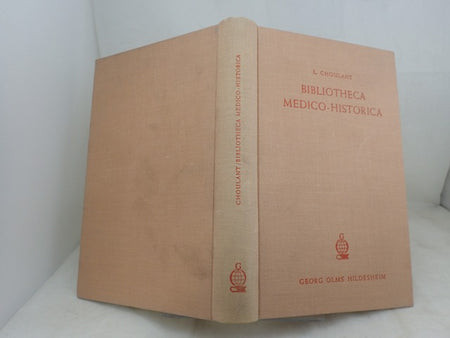 CHOULANT / BIBLIOTHECA MEDICO-HISTORICA
G
L. CHOULANT
BIBLIOTHECA
MEDICO-HISTORICA
G
GEORG OLMS HILDESHEIM